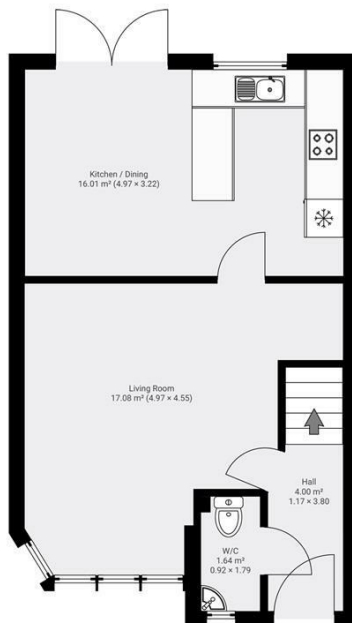 Kitchen / Dining
16.01 m² (4.97 × 3.22)
Living Room
17.08 m² (4.97 × 4.55)
Hall
4.00 m²
1.17 × 3.80
W/C
1.64 m²
0.92 × 1.79